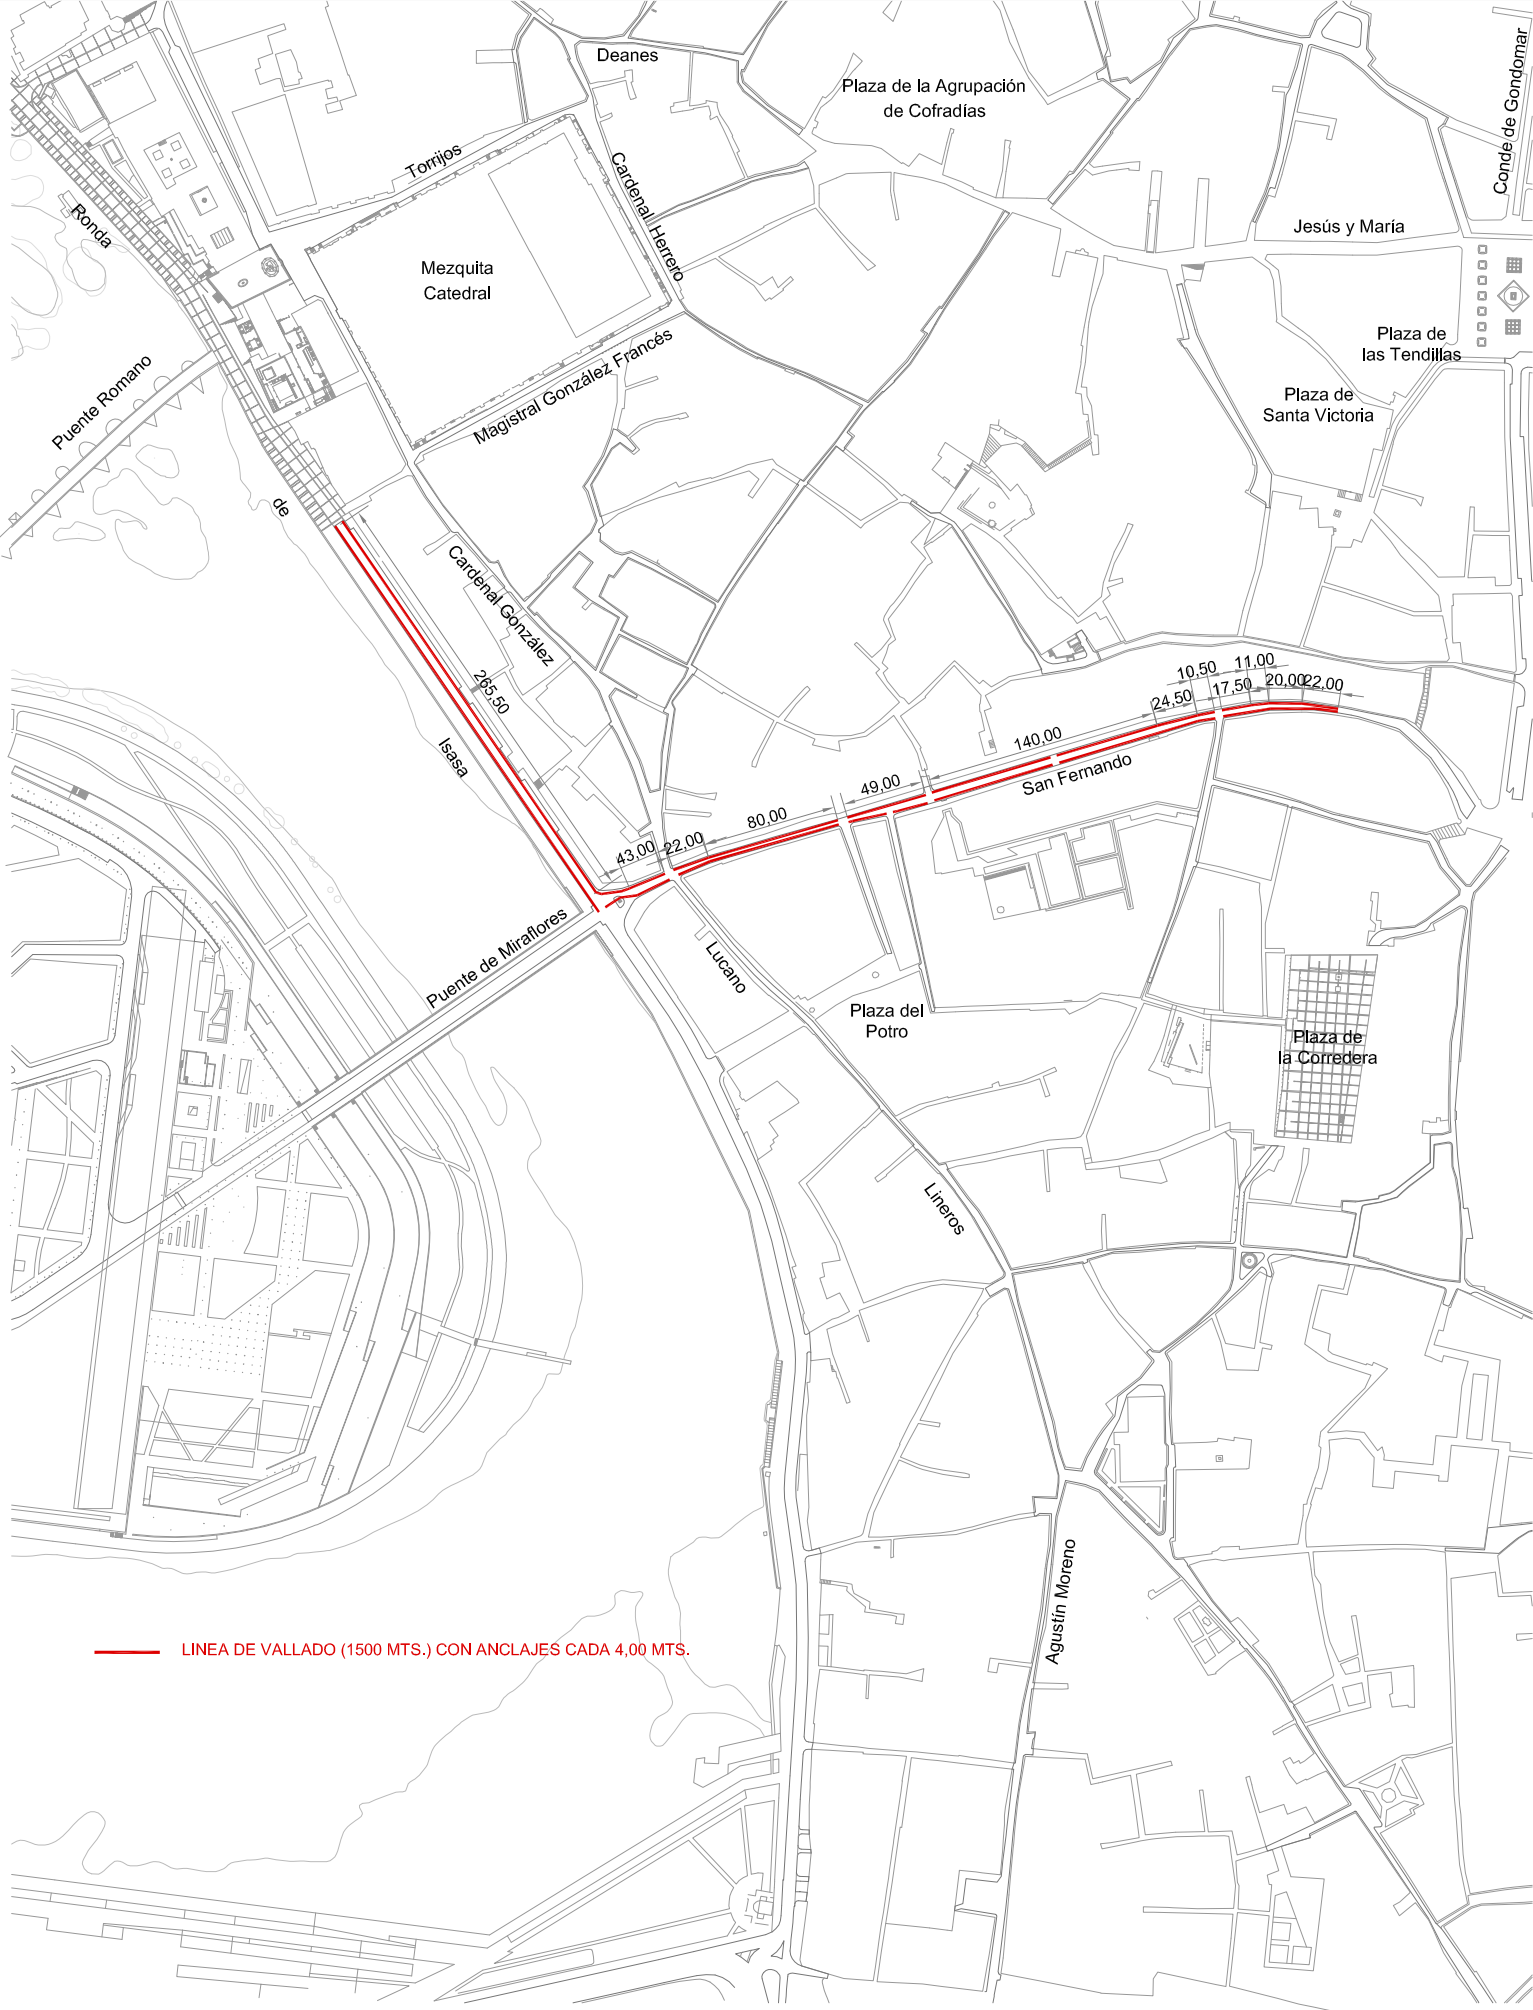 Deanes
Plaza de la Agrupación
de Cofradías
Conde de Gondomar
Torrijos
Cardenal Herrero
Ronda
Jesús y María
Mezquita
Catedral
Plaza de
las Tendillas
Puente Romano
Magistral González Francés
Plaza de
Santa Victoria
de
Cardenal González
265,50
Isasa
10,50
11,00
24,50
17,50
20,00
22,00
140,00
San Fernando
49,00
80,00
43,00
22,00
Puente de Miraflores
Lucano
Plaza del
Potro
Plaza de
la Corredera
Lineros
Agustín Moreno
LINEA DE VALLADO (1500 MTS.) CON ANCLAJES CADA 4,00 MTS.